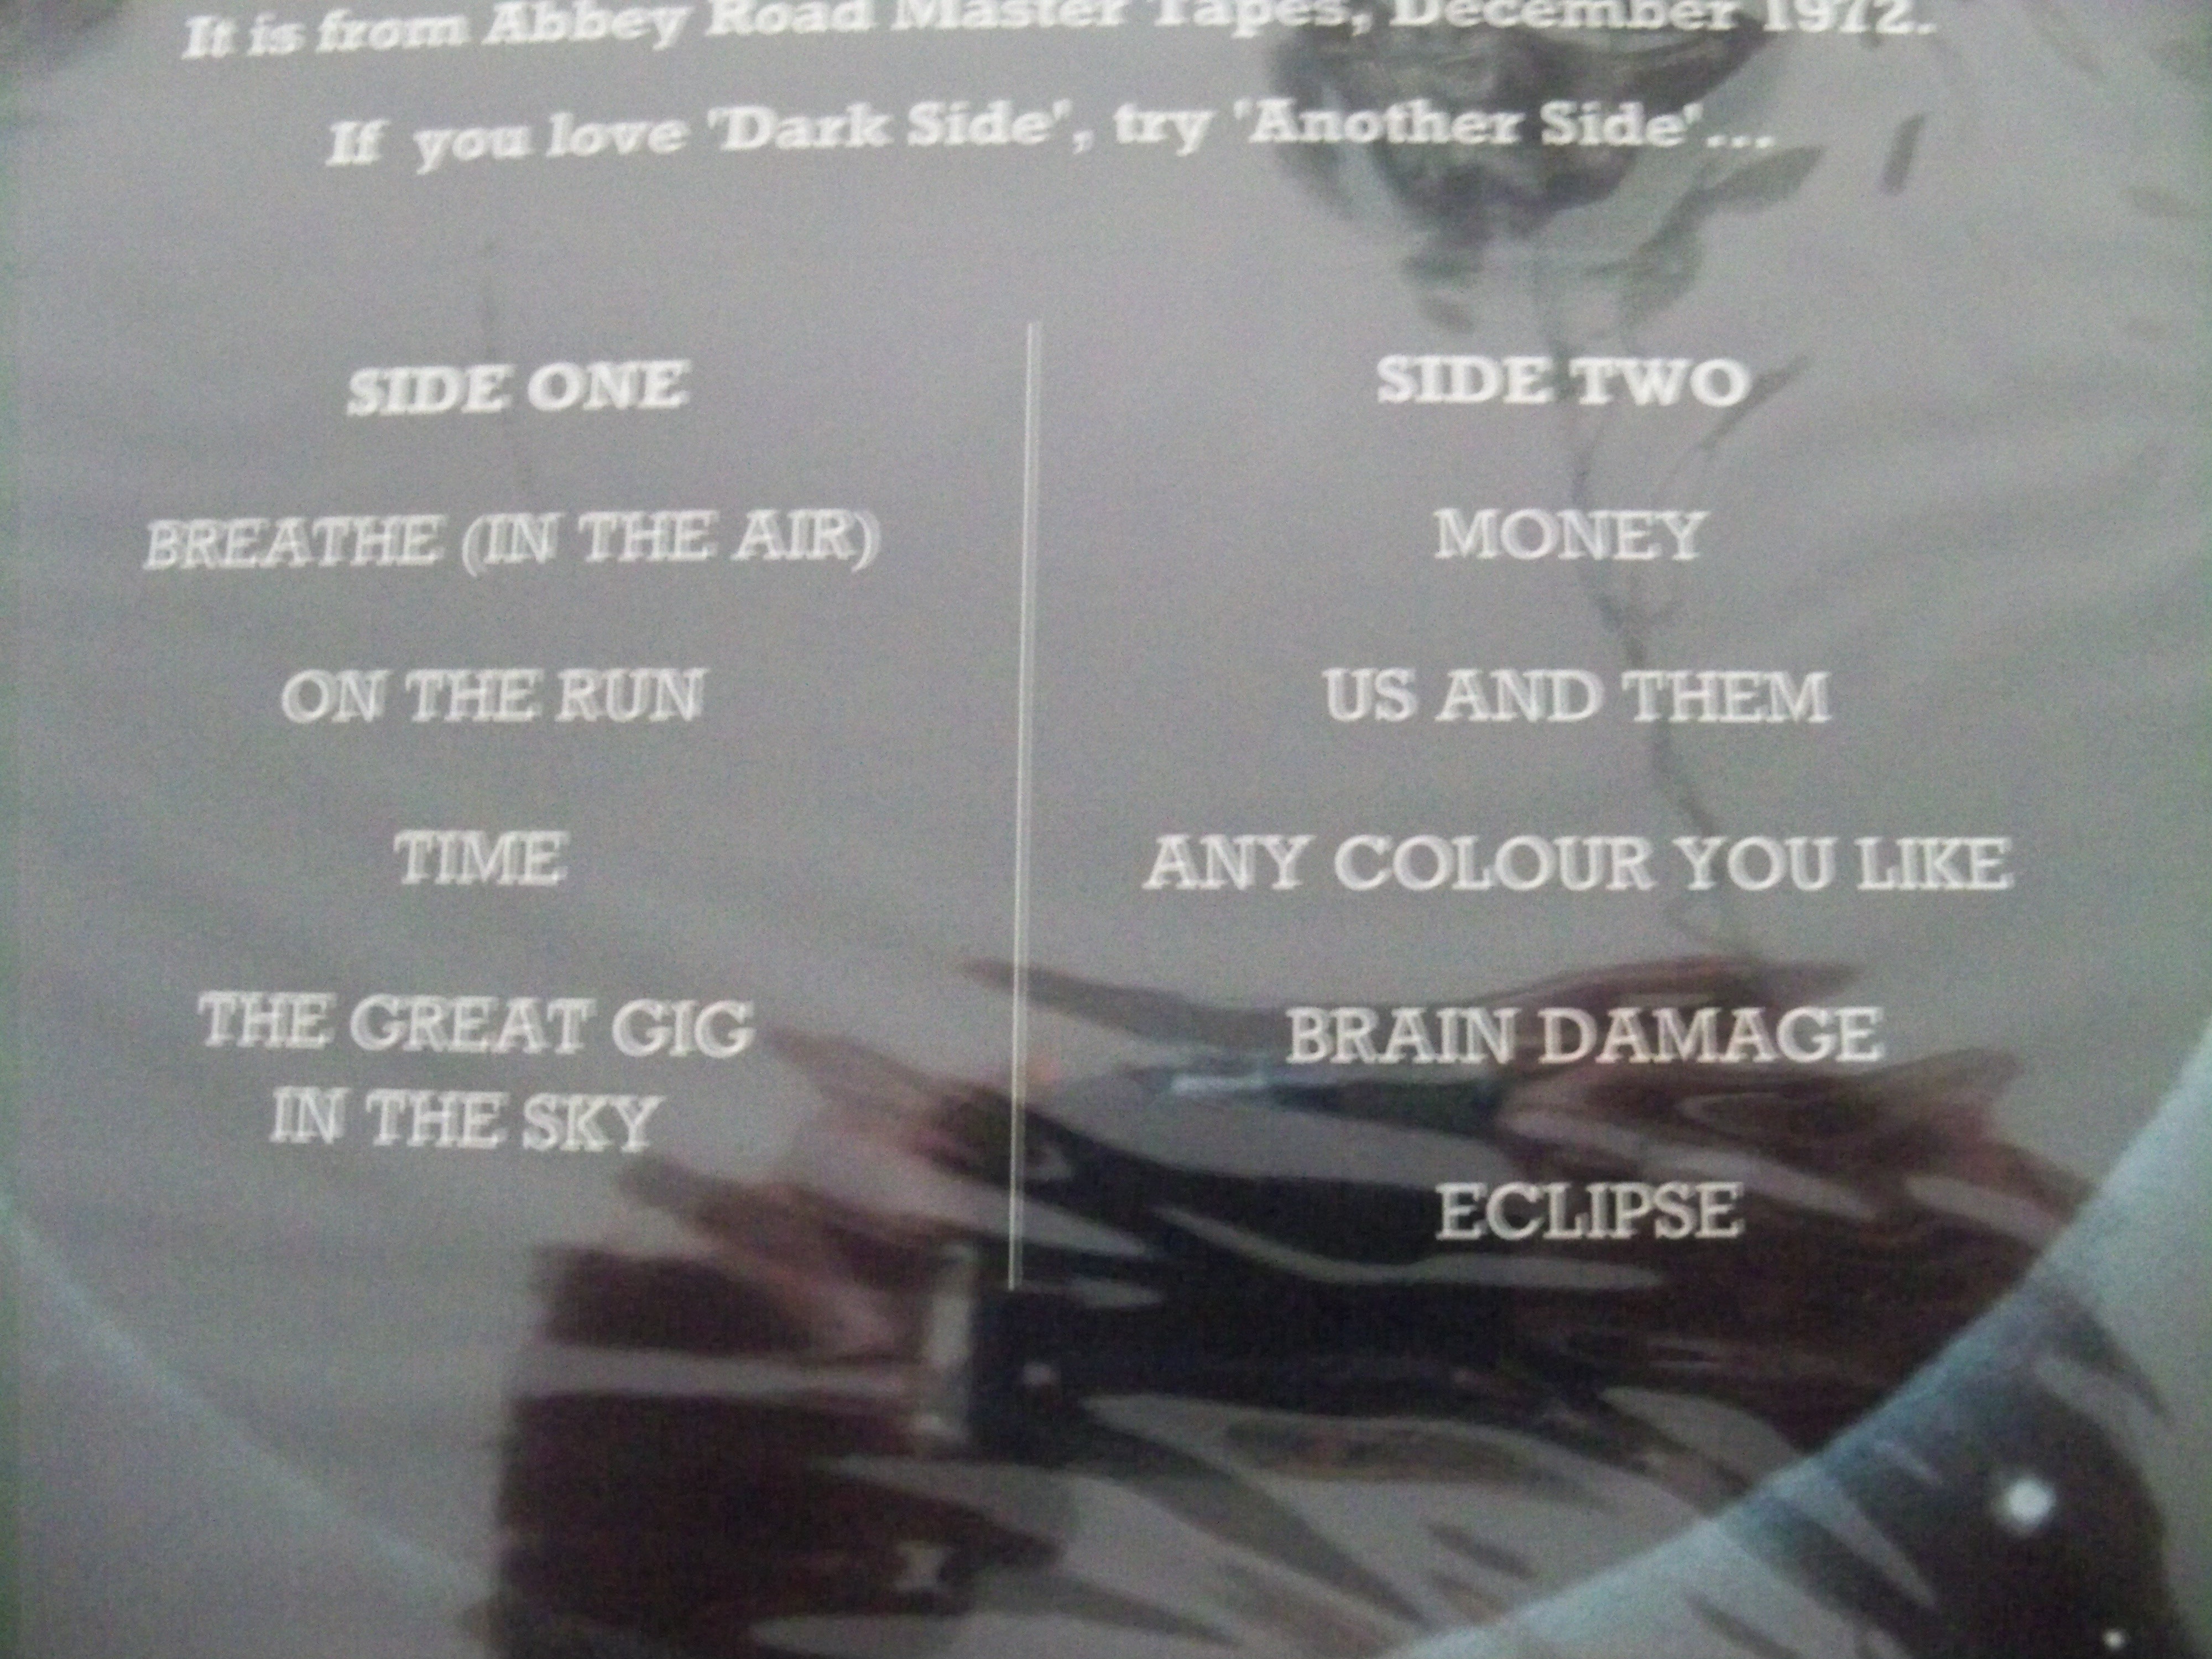 It is from Abbey Road Master Tapes, December 1972.
If you love 'Dark Side', try 'Another Side'...
SIDE ONE
BREATHE (IN THE AIR)
ON THE RUN
TIME
THE GREAT GIG
IN THE SKY
SIDE TWO
MONEY
US AND THEM
ANY COLOUR YOU LIKE
BRAIN DAMAGE
ECLIPSE